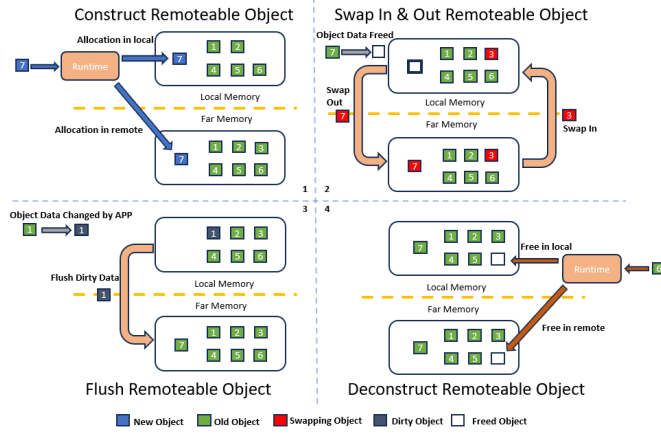 Construct Remoteable Object
Allocation in local
7
Runtime
7
1 2
4 5 6
Local Memory
Far Memory
Allocation in remote
7
1 2 3
4 5 6
1
Swap In & Out Remoteable Object
Object Data Freed
7
1 2 3
4 5 6
Local Memory
Swap
Out
7
Far Memory
3
Swap In
7
1 2 3
4 5 6
2
3
Object Data Changed by APP
1 1
1 2 3
4 5 6
Local Memory
Flush Dirty Data
1
Far Memory
7
1 2 3
4 5 6
Flush Remoteable Object
4
7
1 2 3
4 5
Free in local
Runtime
6
Local Memory
Far Memory
Free in remote
7
1 2 3
4 5
Deconstruct Remoteable Object
New Object
Old Object
Swapping Object
Dirty Object
Freed Object